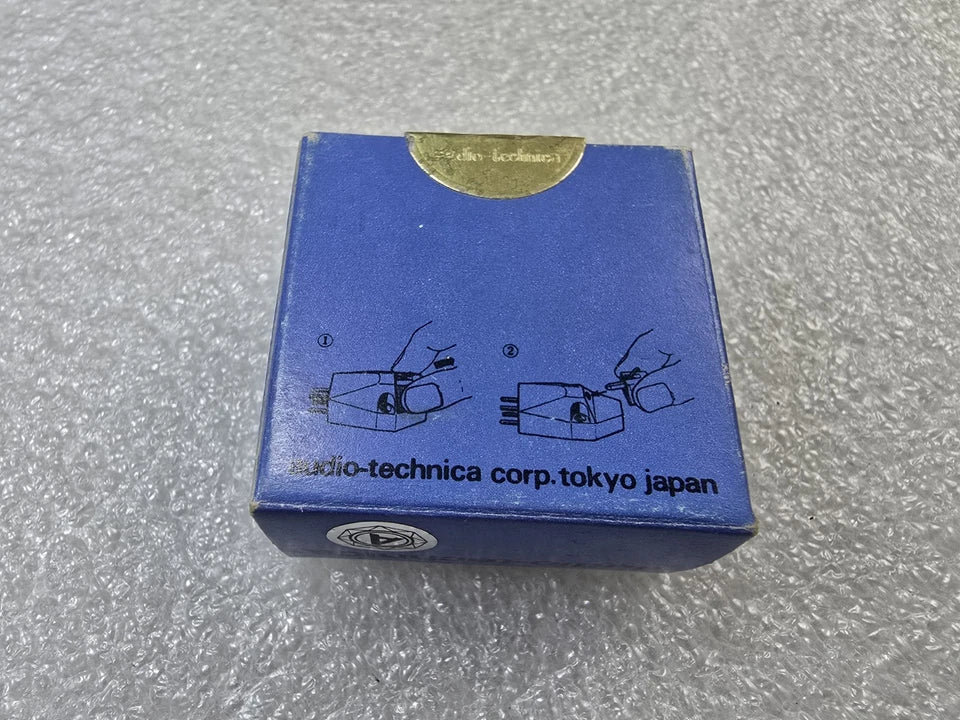 audio-technica
①
②
audio-technica corp. tokyo japan
A